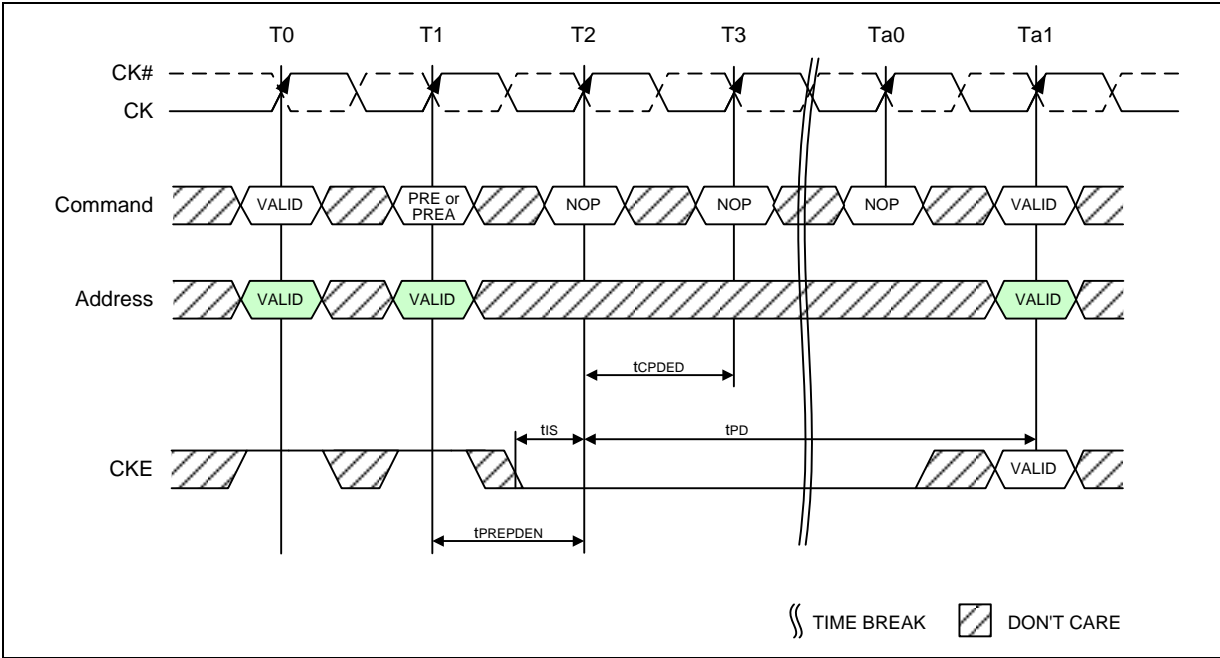 T0 T1 T2 T3 Ta0 Ta1
CK#
CK
Command VALID PRE or PREA NOP NOP NOP VALID
Address VALID VALID VALID
tCPDED
tIS tPD
CKE VALID
tPREPDEN
TIME BREAK DON'T CARE